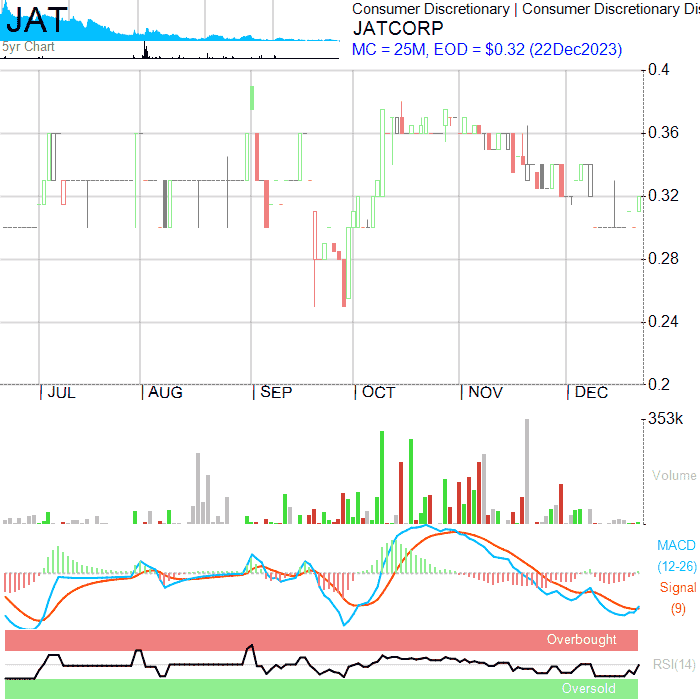 JAT
5yr Chart
Consumer Discretionary | Consumer Discretionary Dis
JATCORP
MC = 25M, EOD = $0.32 (22Dec2023)
0.4
0.36
0.32
0.28
0.24
0.2
JUL AUG SEP OCT NOV DEC
353k
Volume
MACD
(12-26)
Signal
(9)
Overbought
RSI(14)
Oversold